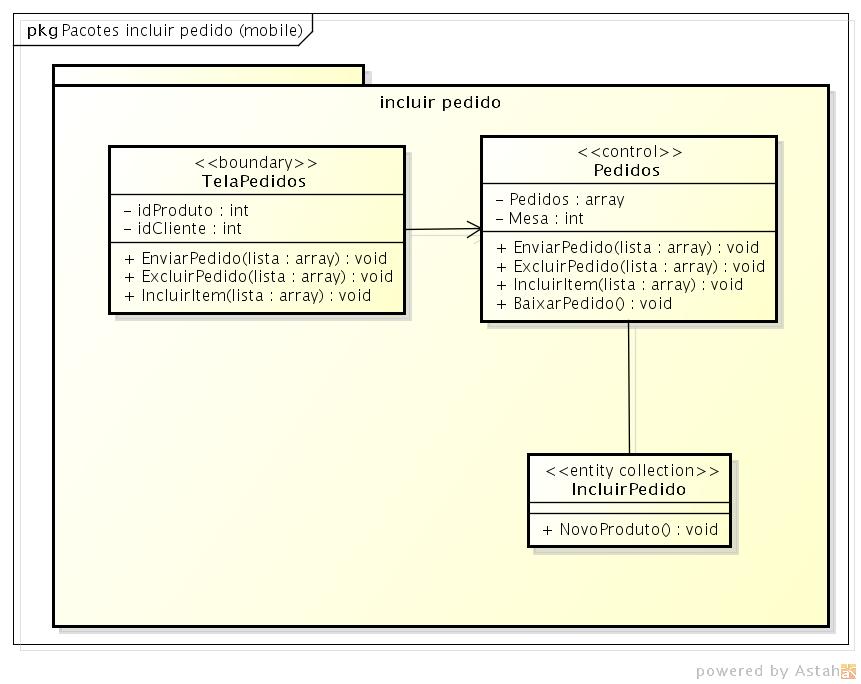 pkg Pacotes incluir pedido (mobile)
incluir pedido
<<boundary>>
TelaPedidos
- idProduto : int
- idCliente : int
+ EnviarPedido(lista : array) : void
+ ExcluirPedido(lista : array) : void
+ IncluirItem(lista : array) : void
<<control>>
Pedidos
- Pedidos : array
- Mesa : int
+ EnviarPedido(lista : array) : void
+ ExcluirPedido(lista : array) : void
+ IncluirItem(lista : array) : void
+ BaixarPedido() : void
<<entity collection>>
IncluirPedido
+ NovoProduto() : void
powered by Astah